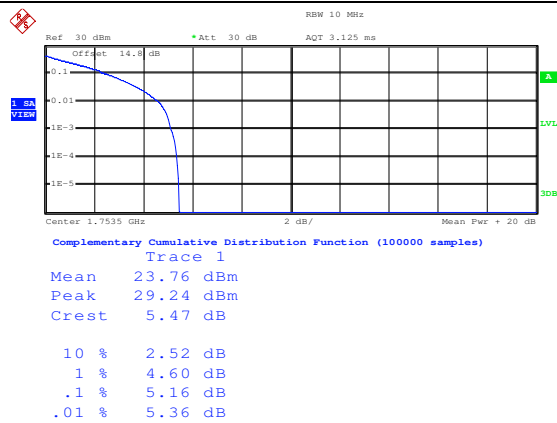 R S
RBW 10 MHz
Ref 30 dBm *Att 30 dB AQT 3.125 ms
Offset 14.8 dB
0.1
0.01
1E-3
1E-4
1E-5
1 SA
VIEW
A
LVL
3DB
Center 1.7535 GHz 2 dB/ Mean Pwr + 20 dB
Complementary Cumulative Distribution Function (100000 samples)
Trace 1
Mean 23.76 dBm
Peak 29.24 dBm
Crest 5.47 dB
10 % 2.52 dB
1 % 4.60 dB
.1 % 5.16 dB
.01 % 5.36 dB